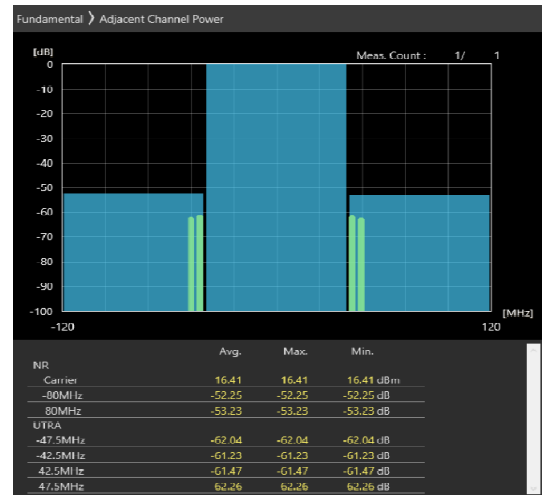 Fundamental ❯ Adjacent Channel Power
[dB] Meas. Count : 1/ 1
0
-10
-20
-30
-40
-50
-60
-70
80
-90
-100 [MHz]
-120 120
Avg. Max. Min.
NR
Carrier 16.41 16.41 16.41 dBm
-80MHz -52.25 -52.25 -52.25 dB
80MHz -53.23 -53.23 -53.23 dB
UTRA
-47.5MHz -62.04 -62.04 -62.04 dB
-42.5MHz -61.23 -61.23 -61.23 dB
42.5MHz -61.47 -61.47 -61.47 dB
47.5MHz 62.26 62.26 62.26 dB